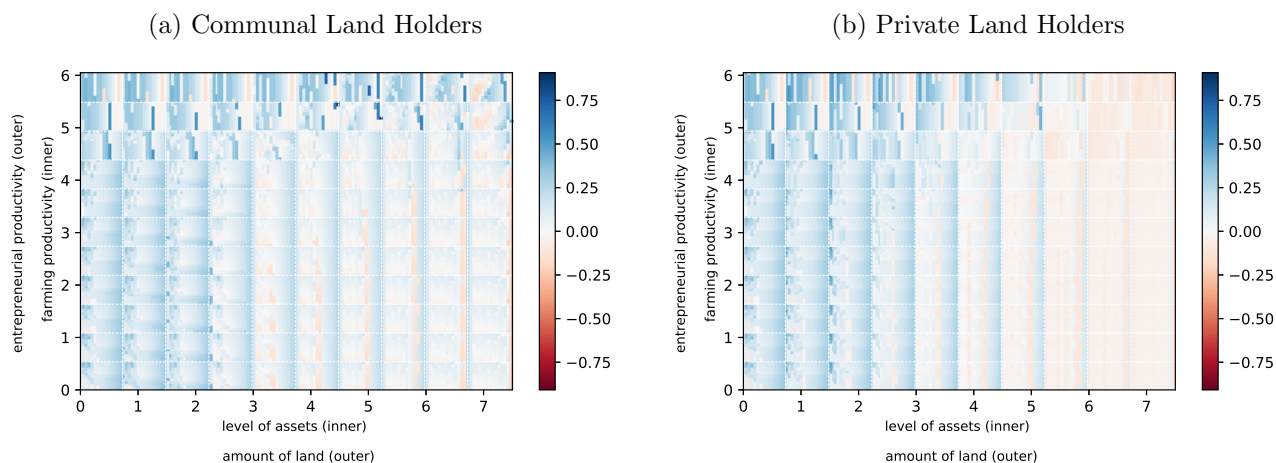 (a) Communal Land Holders
6
5
4
3
2
1
0
0 1 2 3 4 5 6 7
entrepreneurial productivity (outer)
farming productivity (inner)
level of assets (inner)
amount of land (outer)
0.75
0.50
0.25
0.00
−0.25
−0.50
−0.75
(b) Private Land Holders
6
5
4
3
2
1
0
0 1 2 3 4 5 6 7
entrepreneurial productivity (outer)
farming productivity (inner)
level of assets (inner)
amount of land (outer)
0.75
0.50
0.25
0.00
−0.25
−0.50
−0.75